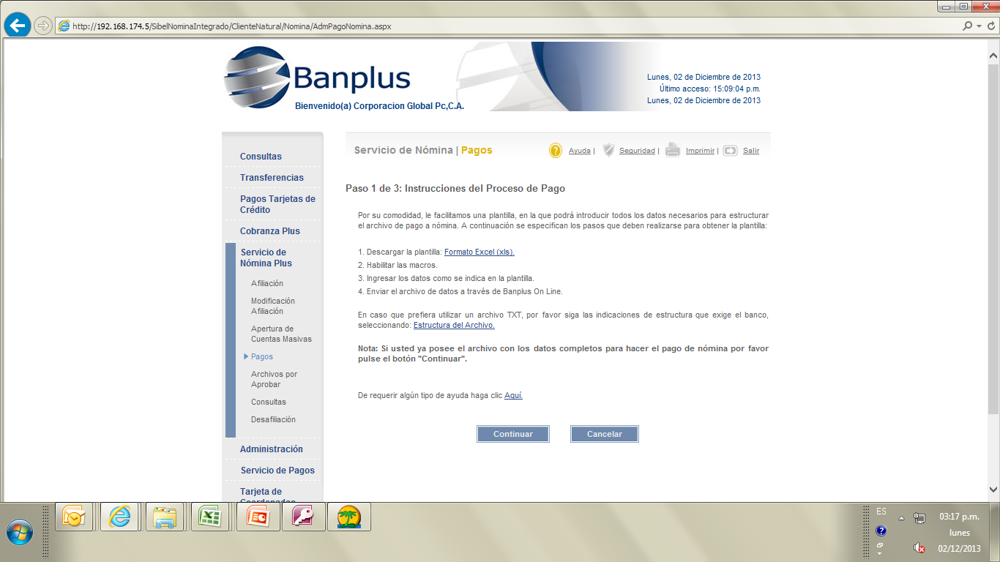 http://192.168.174.5/SibelNominaIntegrado/ClienteNatural/Nomina/AdmPagoNomina.aspx
Banplus
Bienvenido(a) Corporacion Global Pc,C.A.
Lunes, 02 de Diciembre de 2013
Último acceso: 15:09:04 p.m.
Lunes, 02 de Diciembre de 2013
Consultas
Transferencias
Pagos Tarjetas de
Crédito
Cobranza Plus
Servicio de
Nómina Plus
Afiliación
Modificación
Afiliación
Apertura de
Cuentas Masivas
Pagos
Archivos por
Aprobar
Consultas
Desafiliación
Administración
Servicio de Pagos
Tarjeta de
Coordenadas
Servicio de Nómina | Pagos
Ayuda | Seguridad | Imprimir | Salir
Paso 1 de 3: Instrucciones del Proceso de Pago
Por su comodidad, le facilitamos una plantilla, en la que podrá introducir todos los datos necesarios para estructurar
el archivo de pago a nómina. A continuación se especifican los pasos que deben realizarse para obtener la plantilla:
1. Descargar la plantilla: Formato Excel (xls).
2. Habilitar las macros.
3. Ingresar los datos como se indica en la plantilla.
4. Enviar el archivo de datos a través de Banplus On Line.
En caso que prefiera utilizar un archivo TXT, por favor siga las indicaciones de estructura que exige el banco,
seleccionando: Estructura del Archivo.
Nota: Si usted ya posee el archivo con los datos completos para hacer el pago de nómina por favor
pulse el botón "Continuar".
De requerir algún tipo de ayuda haga clic Aquí.
Continuar
Cancelar
ES
03:17 p.m.
lunes
02/12/2013